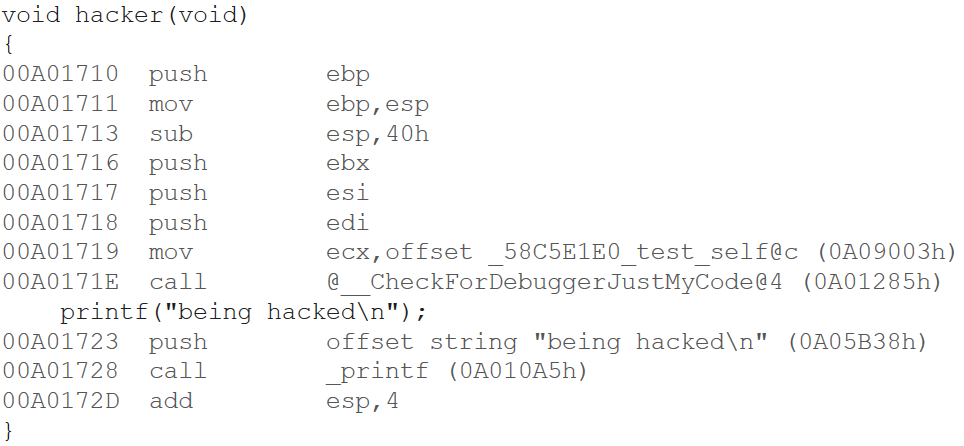 void hacker(void)
{
00A01710  push        ebp
00A01711  mov         ebp,esp
00A01713  sub         esp,40h
00A01716  push        ebx
00A01717  push        esi
00A01718  push        edi
00A01719  mov         ecx,offset _58C5E1E0_test_self@c (0A09003h)
00A0171E  call        @__CheckForDebuggerJustMyCode@4 (0A01285h)
    printf("being hacked\n");
00A01723  push        offset string "being hacked\n" (0A05B38h)
00A01728  call        _printf (0A010A5h)
00A0172D  add         esp,4
}